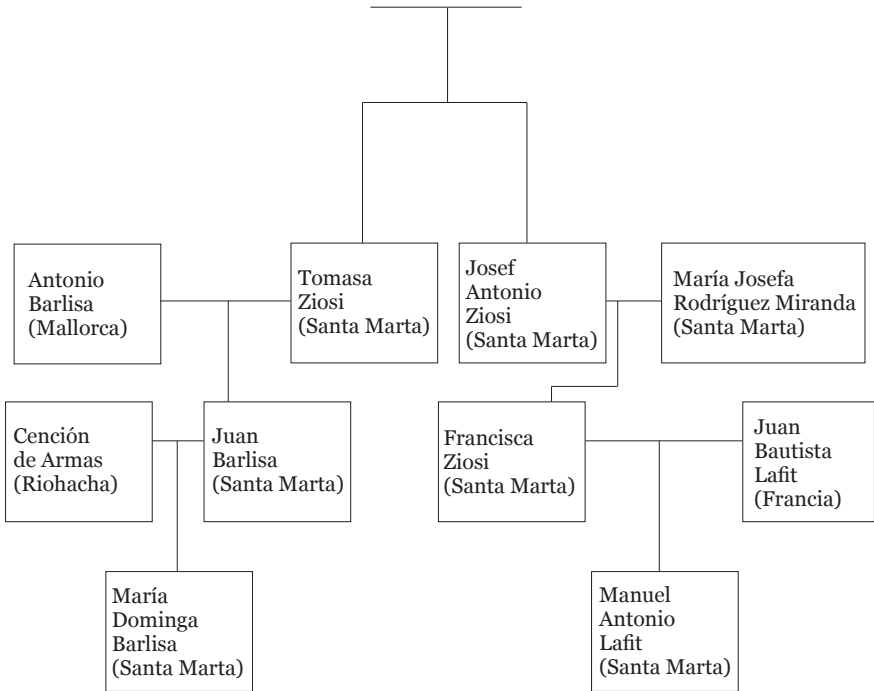 Antonio
Barlisa
(Mallorca)
Tomasa
Ziosi
(Santa Marta)
Josef
Antonio
Ziosi
(Santa Marta)
María Josefa
Rodríguez Miranda
(Santa Marta)
Cención
de Armas
(Riohacha)
Juan
Barlisa
(Santa Marta)
Francisca
Ziosi
(Santa Marta)
Juan
Bautista
Lafit
(Francia)
María
Dominga
Barlisa
(Santa Marta)
Manuel
Antonio
Lafit
(Santa Marta)